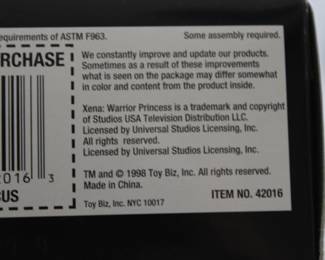 equirements of ASTM F963. Some assembly required.
RCHASE
We constantly improve and update our products.
Sometimes as a result of these improvements
what is seen on the package may differ somewhat
in color and content from the product inside.
Xena: Warrior Princess is a trademark and copyright
of Studios USA Television Distribution LLC.
Licensed by Universal Studios Licensing, Inc.
All rights reserved.
Licensed by Universal Studios Licensing, Inc.
2016 3
TM and © 1998 Toy Biz, Inc. All rights reserved.
Made in China.
CUS
ITEM NO. 42016
Toy Biz, Inc. NYC 10017